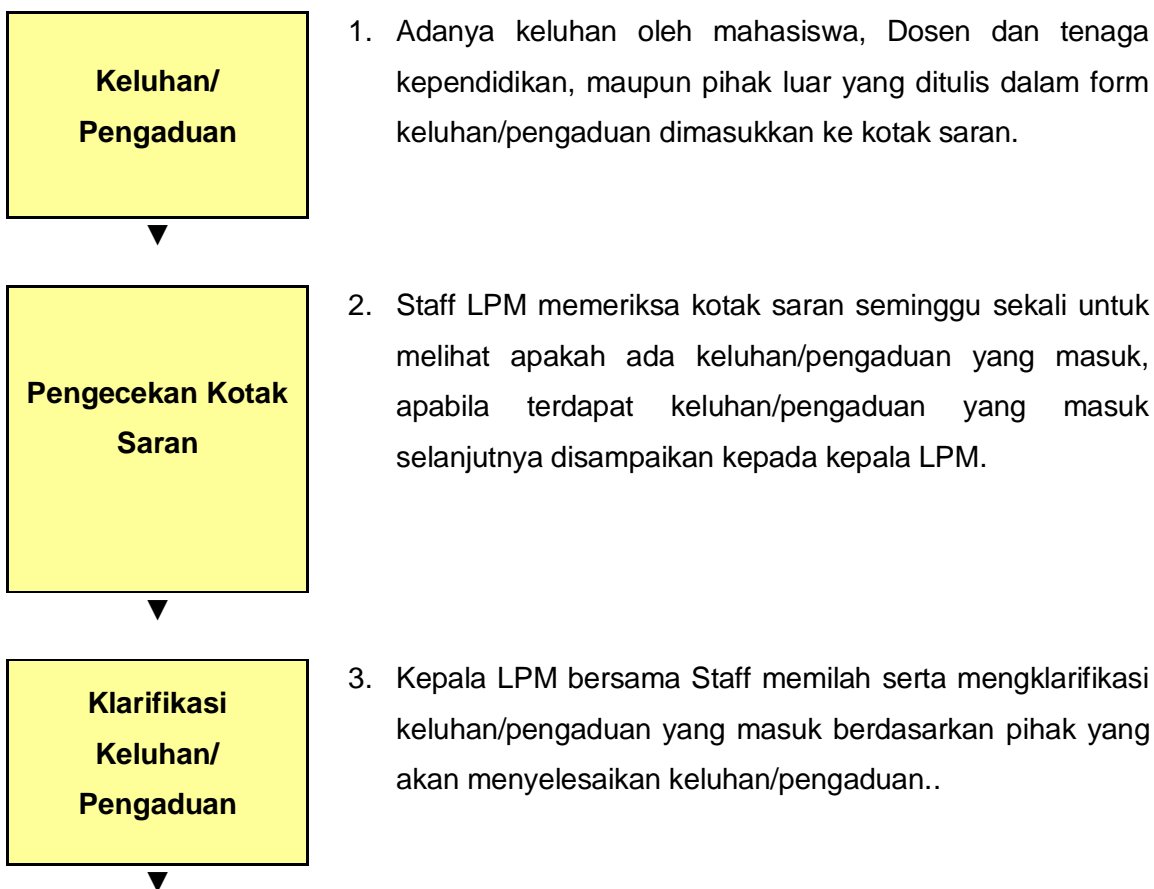 Keluhan/
Pengaduan
1. Adanya keluhan oleh mahasiswa, Dosen dan tenaga
kependidikan, maupun pihak luar yang ditulis dalam form
keluhan/pengaduan dimasukkan ke kotak saran.
Pengecekan Kotak
Saran
2. Staff LPM memeriksa kotak saran seminggu sekali untuk
melihat apakah ada keluhan/pengaduan yang masuk,
apabila terdapat keluhan/pengaduan yang masuk
selanjutnya disampaikan kepada kepala LPM.
Klarifikasi
Keluhan/
Pengaduan
3. Kepala LPM bersama Staff memilah serta mengklarifikasi
keluhan/pengaduan yang masuk berdasarkan pihak yang
akan menyelesaikan keluhan/pengaduan..